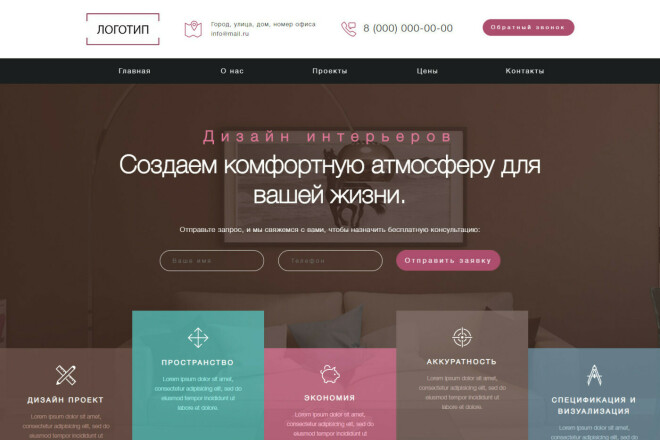 ЛОГОТИП
Город, улица, дом, номер офиса
info@mail.ru
8 (000) 000-00-00
Обратный звонок
Главная
О нас
Проекты
Цены
Контакты
Дизайн интерьеров
Создаем комфортную атмосферу для
вашей жизни.
Отправьте запрос, и мы свяжемся с вами, чтобы назначить бесплатную консультацию:
Ваше имя
Телефон
Отправить заявку
ДИЗАЙН ПРОЕКТ
Lorem ipsum dolor sit amet,
consectetur adipisicing elit, sed do
eiusmod tempor incididunt ut
ПРОСТРАНСТВО
Lorem ipsum dolor sit amet,
consectetur adipisicing elit, sed do
eiusmod tempor incididunt ut
labore et dolore.
ЭКОНОМИЯ
Lorem ipsum dolor sit amet,
consectetur adipisicing elit, sed do
eiusmod tempor incididunt ut
АККУРАТНОСТЬ
Lorem ipsum dolor sit amet,
consectetur adipisicing elit, sed do
eiusmod tempor incididunt ut
labore et dolore.
СПЕЦИФИКАЦИЯ И
ВИЗУАЛИЗАЦИЯ
Lorem ipsum dolor sit amet,